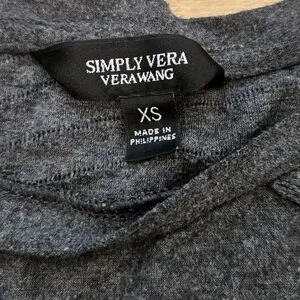 SIMPLY VERA
VERAWANG
XS
MADE IN
PHILIPPINES